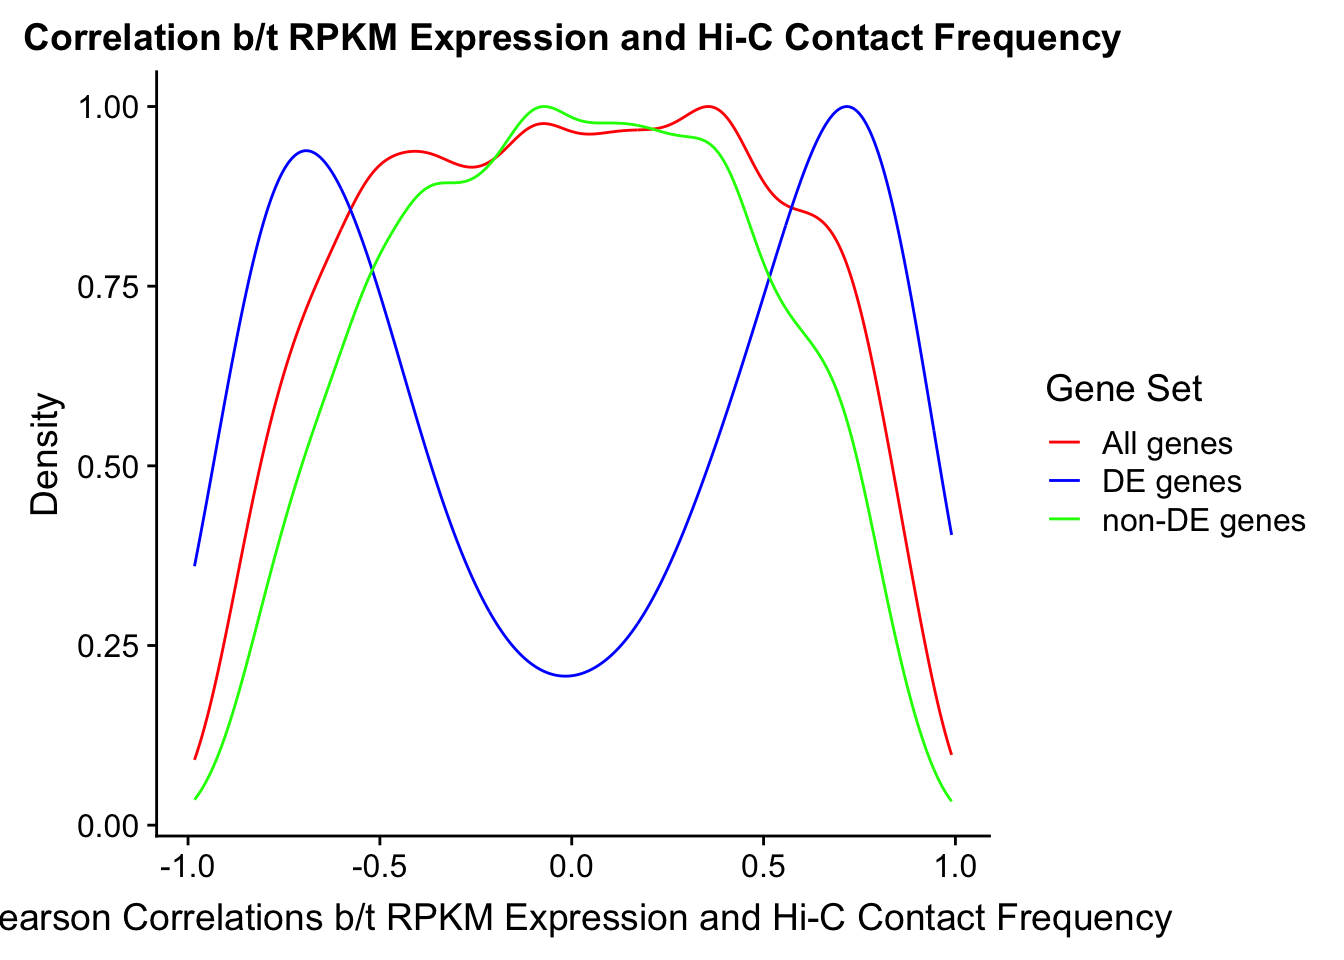 Correlation b/t RPKM Expression and Hi-C Contact Frequency
1.00
0.75
0.50
0.25
0.00
Density
-1.0
-0.5
0.0
0.5
1.0
earson Correlations b/t RPKM Expression and Hi-C Contact Frequency
Gene Set
All genes
DE genes
non-DE genes